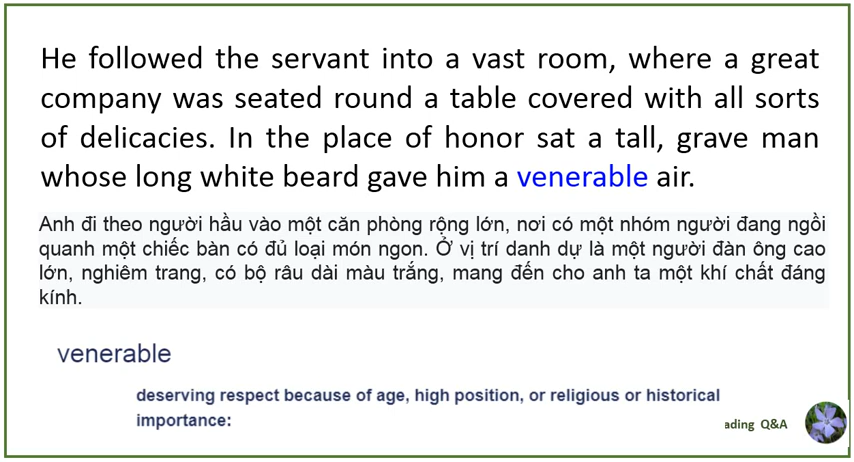 He followed the servant into a vast room, where a great
company was seated round a table covered with all sorts
of delicacies. In the place of honor sat a tall, grave man
whose long white beard gave him a venerable air.
Anh đi theo người hầu vào một căn phòng rộng lớn, nơi có một nhóm người đang ngồi
quanh một chiếc bàn có đủ loại món ngon. Ở vị trí danh dự là một người đàn ông cao
lớn, nghiêm trang, có bộ râu dài màu trắng, mang đến cho anh ta một khí chất đáng
kính.
venerable
deserving respect because of age, high position, or religious or historical
importance:
ading Q&A